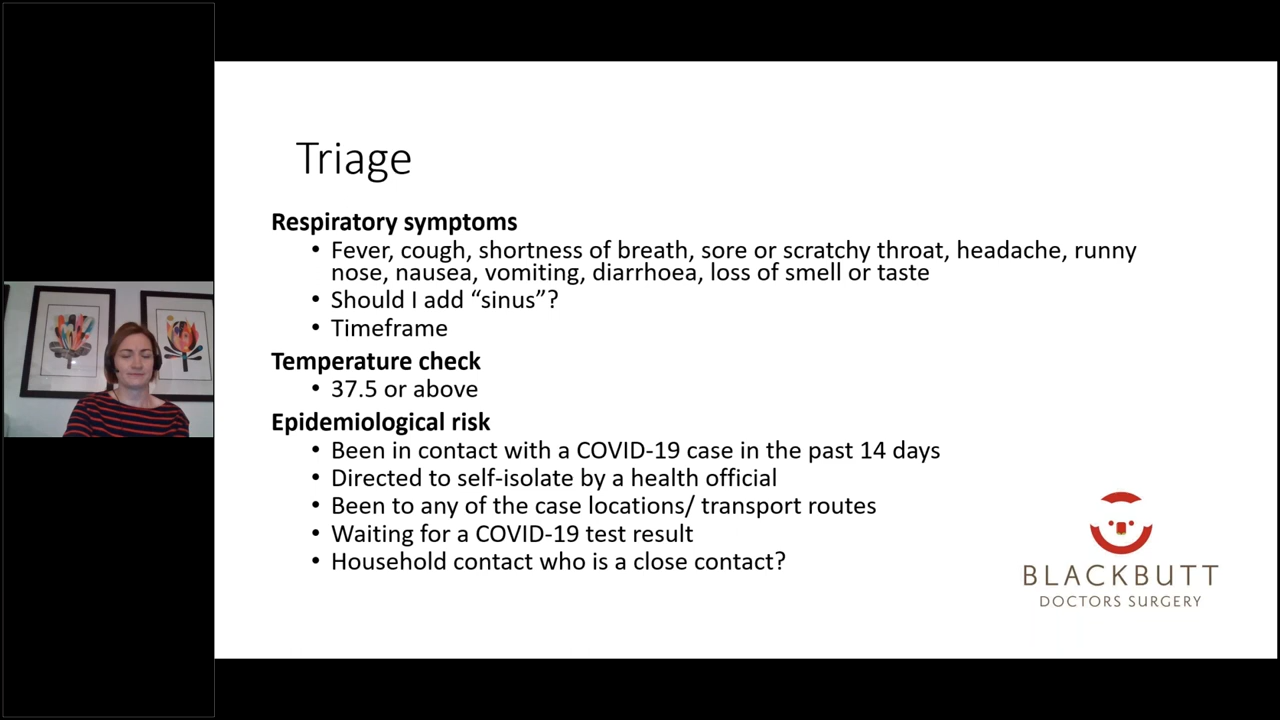 Triage
Respiratory symptoms
• Fever, cough, shortness of breath, sore or scratchy throat, headache, runny
nose, nausea, vomiting, diarrhoea, loss of smell or taste
• Should I add “sinus”?
• Timeframe
Temperature check
• 37.5 or above
Epidemiological risk
• Been in contact with a COVID-19 case in the past 14 days
• Directed to self-isolate by a health official
• Been to any of the case locations/ transport routes
• Waiting for a COVID-19 test result
• Household contact who is a close contact?
BLACKBUTT
DOCTORS SURGERY